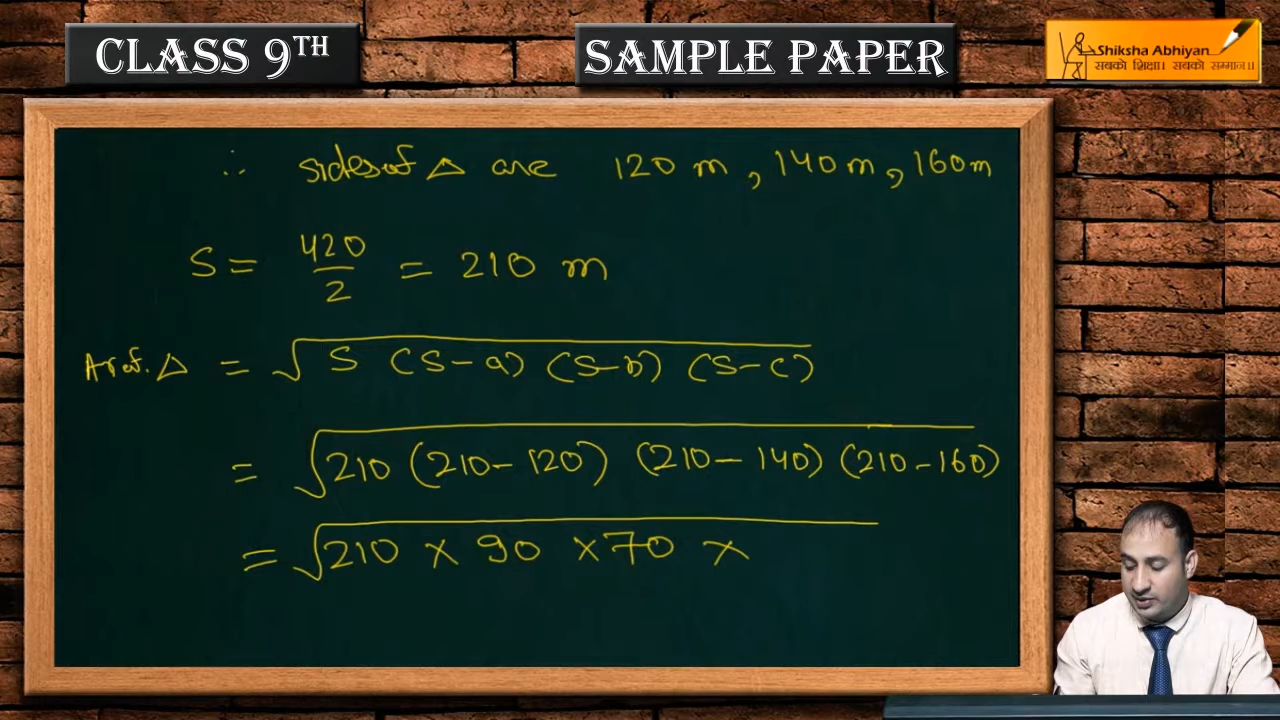 CLASS 9TH
SAMPLE PAPER
Shiksha Abhiyan
सबको शिक्षा। सबको सम्मान॥
∴ sides of △ are 120 m, 140 m, 160 m
S = 420/2 = 210 m
Ar of. △ = √S (S-a) (S-b) (S-c)
= √210 (210-120) (210-140) (210-160)
= √210 × 90 × 70 ×